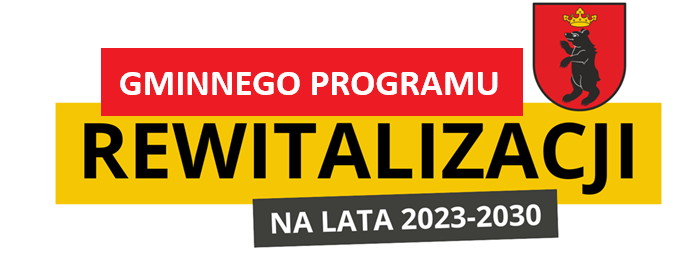 GMINNEGO PROGRAMU
REWITALIZACJI
NA LATA 2023-2030